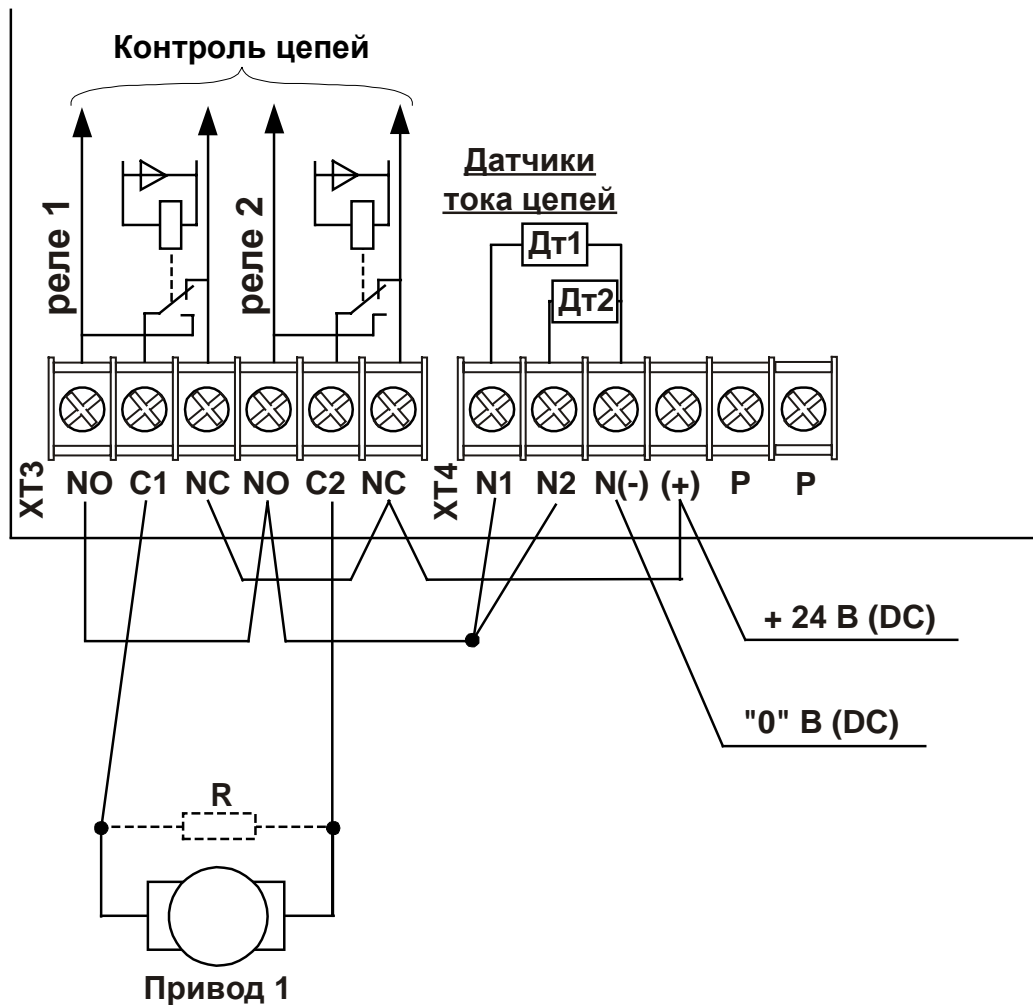 Контроль цепей
реле 1
реле 2
Датчики
тока цепей
Дт1
Дт2
XT3
NO C1 NC NO C2 NC
XT4
N1 N2 N(-) (+) P P
+ 24 В (DC)
"0" В (DC)
R
Привод 1